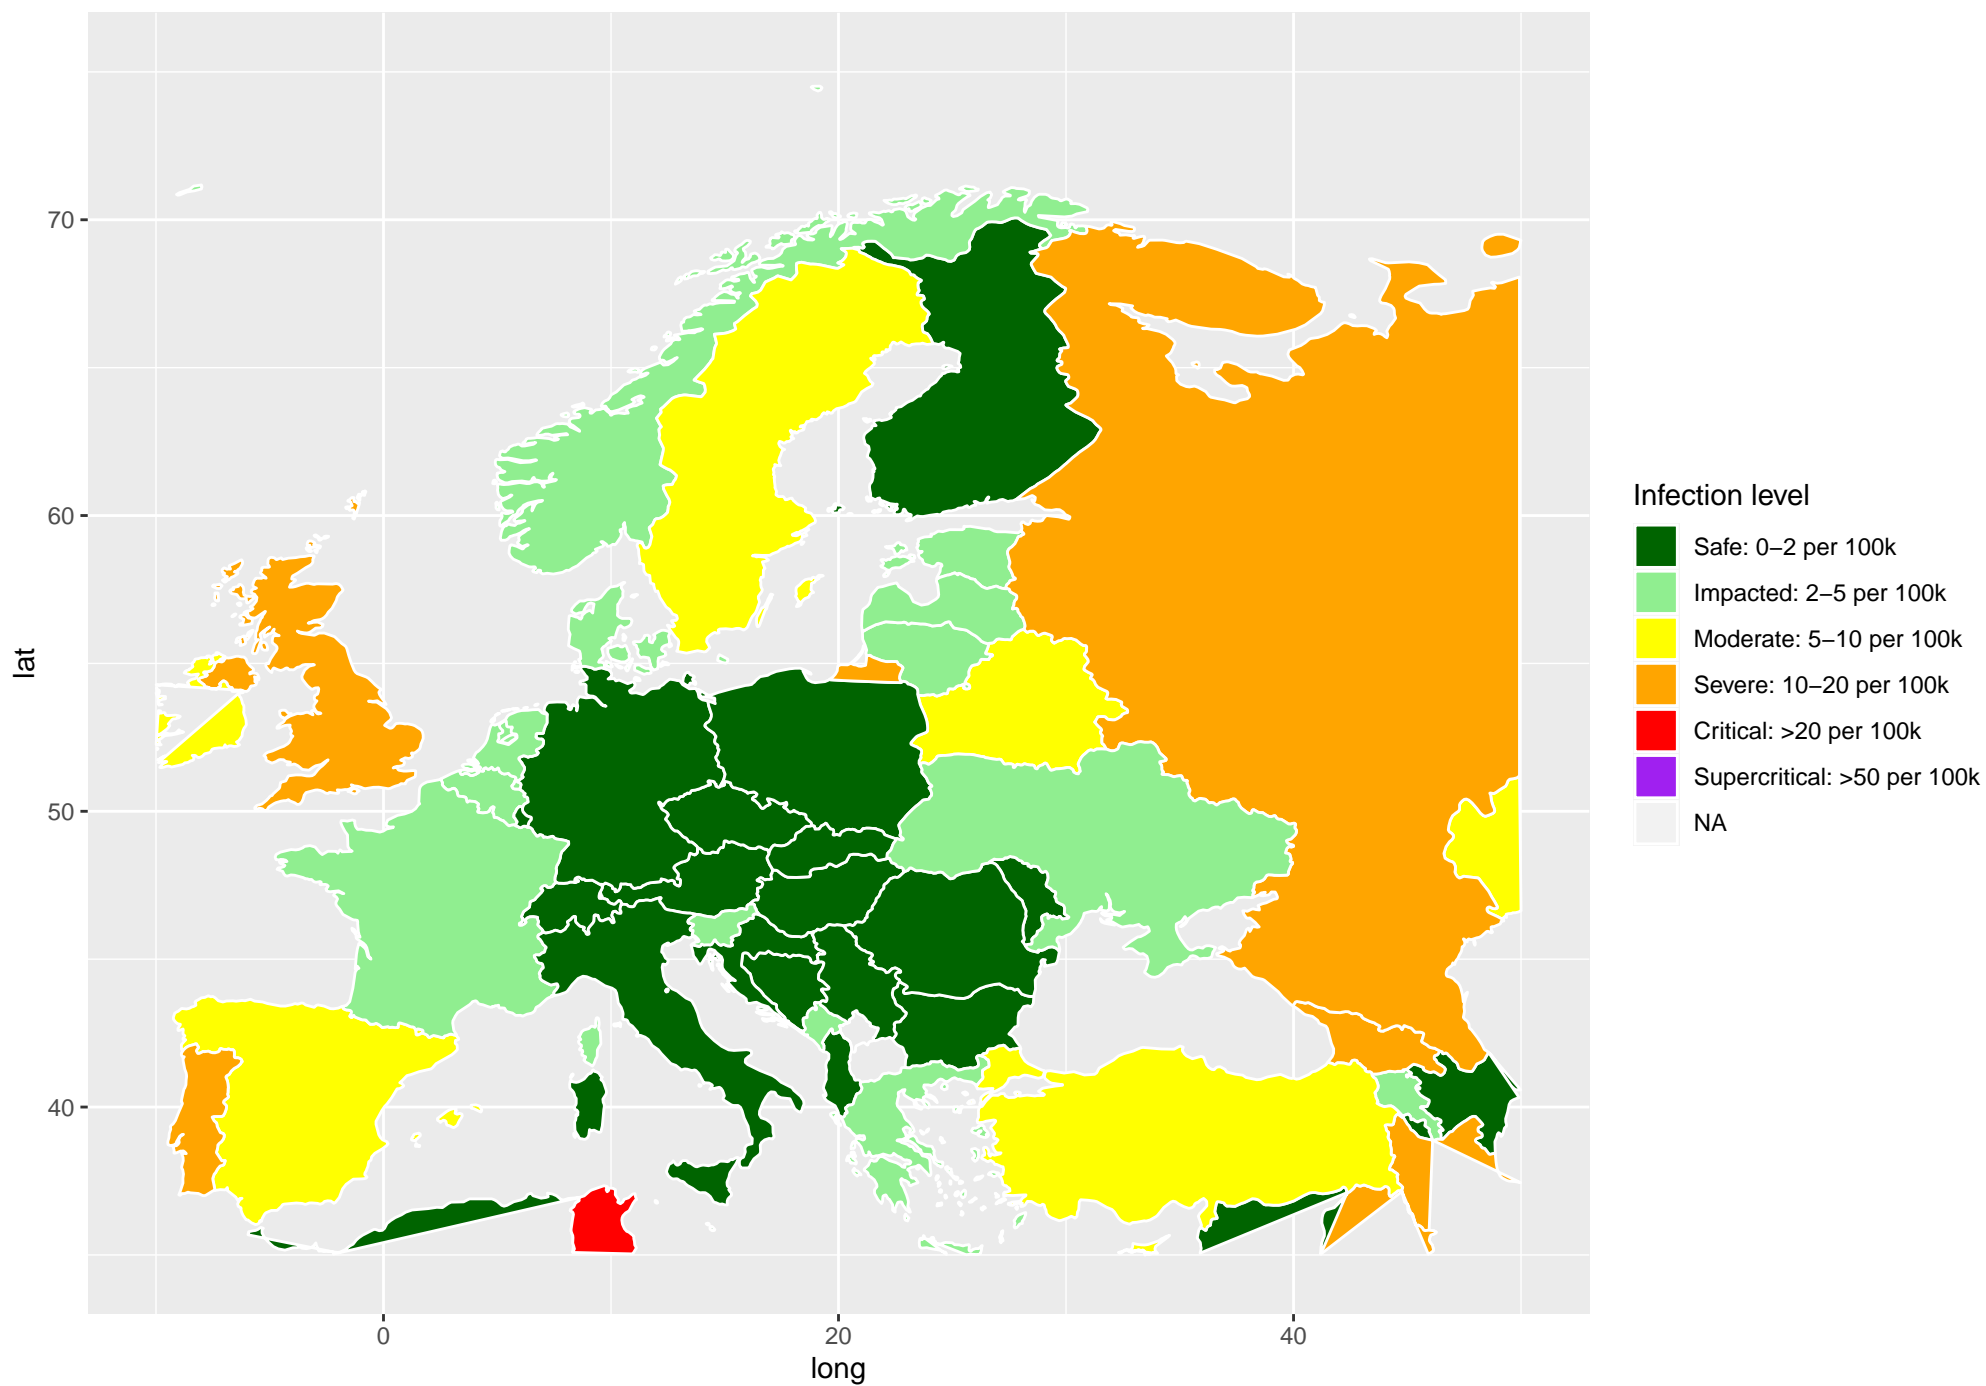 70
60
50
40
lat
0
20
40
long
Infection level
Safe: 0–2 per 100k
Impacted: 2–5 per 100k
Moderate: 5–10 per 100k
Severe: 10–20 per 100k
Critical: >20 per 100k
Supercritical: >50 per 100k
NA